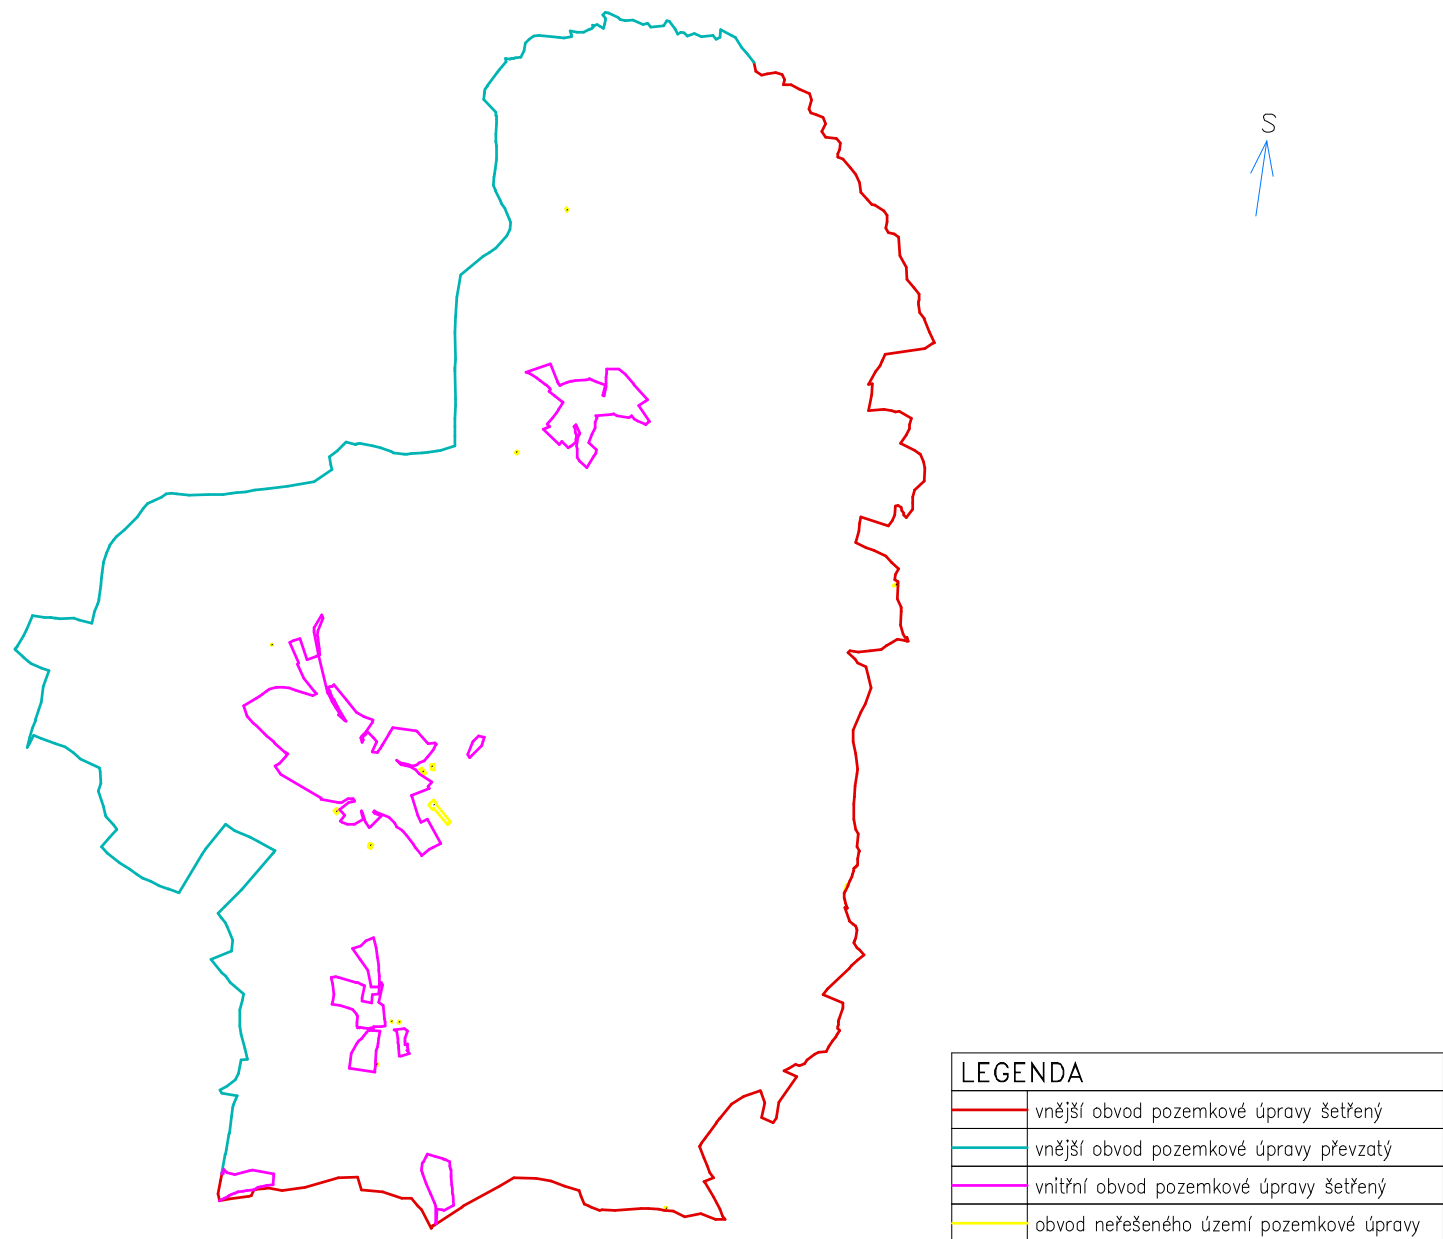 S
LEGENDA
vnější obvod pozemkové úpravy šetřený
vnější obvod pozemkové úpravy převzatý
vnitřní obvod pozemkové úpravy šetřený
obvod neřešeného území pozemkové úpravy